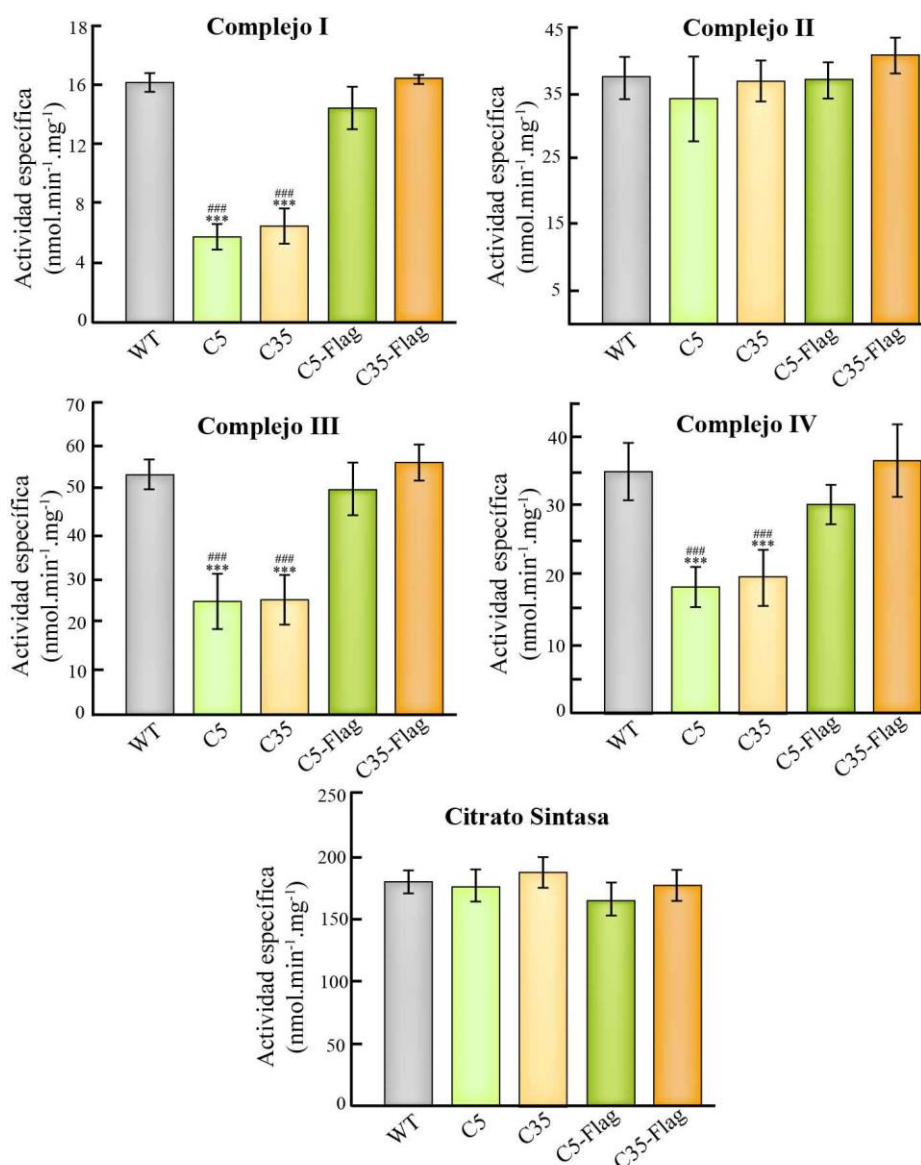 Complejo I
Actividad específica
(nmol.min⁻¹.mg⁻¹)
18
16
8
6
4
0
###
***
###
***
WT
C5
C35
C5-Flag
C35-Flag
Complejo II
Actividad específica
(nmol.min⁻¹.mg⁻¹)
45
35
25
15
5
WT
C5
C35
C5-Flag
C35-Flag
Complejo III
Actividad específica
(nmol.min⁻¹.mg⁻¹)
70
60
50
30
20
10
0
###
***
###
***
WT
C5
C35
C5-Flag
C35-Flag
Complejo IV
Actividad específica
(nmol.min⁻¹.mg⁻¹)
40
30
20
10
0
###
***
###
***
WT
C5
C35
C5-Flag
C35-Flag
Citrato Sintasa
Actividad específica
(nmol.min⁻¹.mg⁻¹)
250
200
150
100
50
0
WT
C5
C35
C5-Flag
C35-Flag